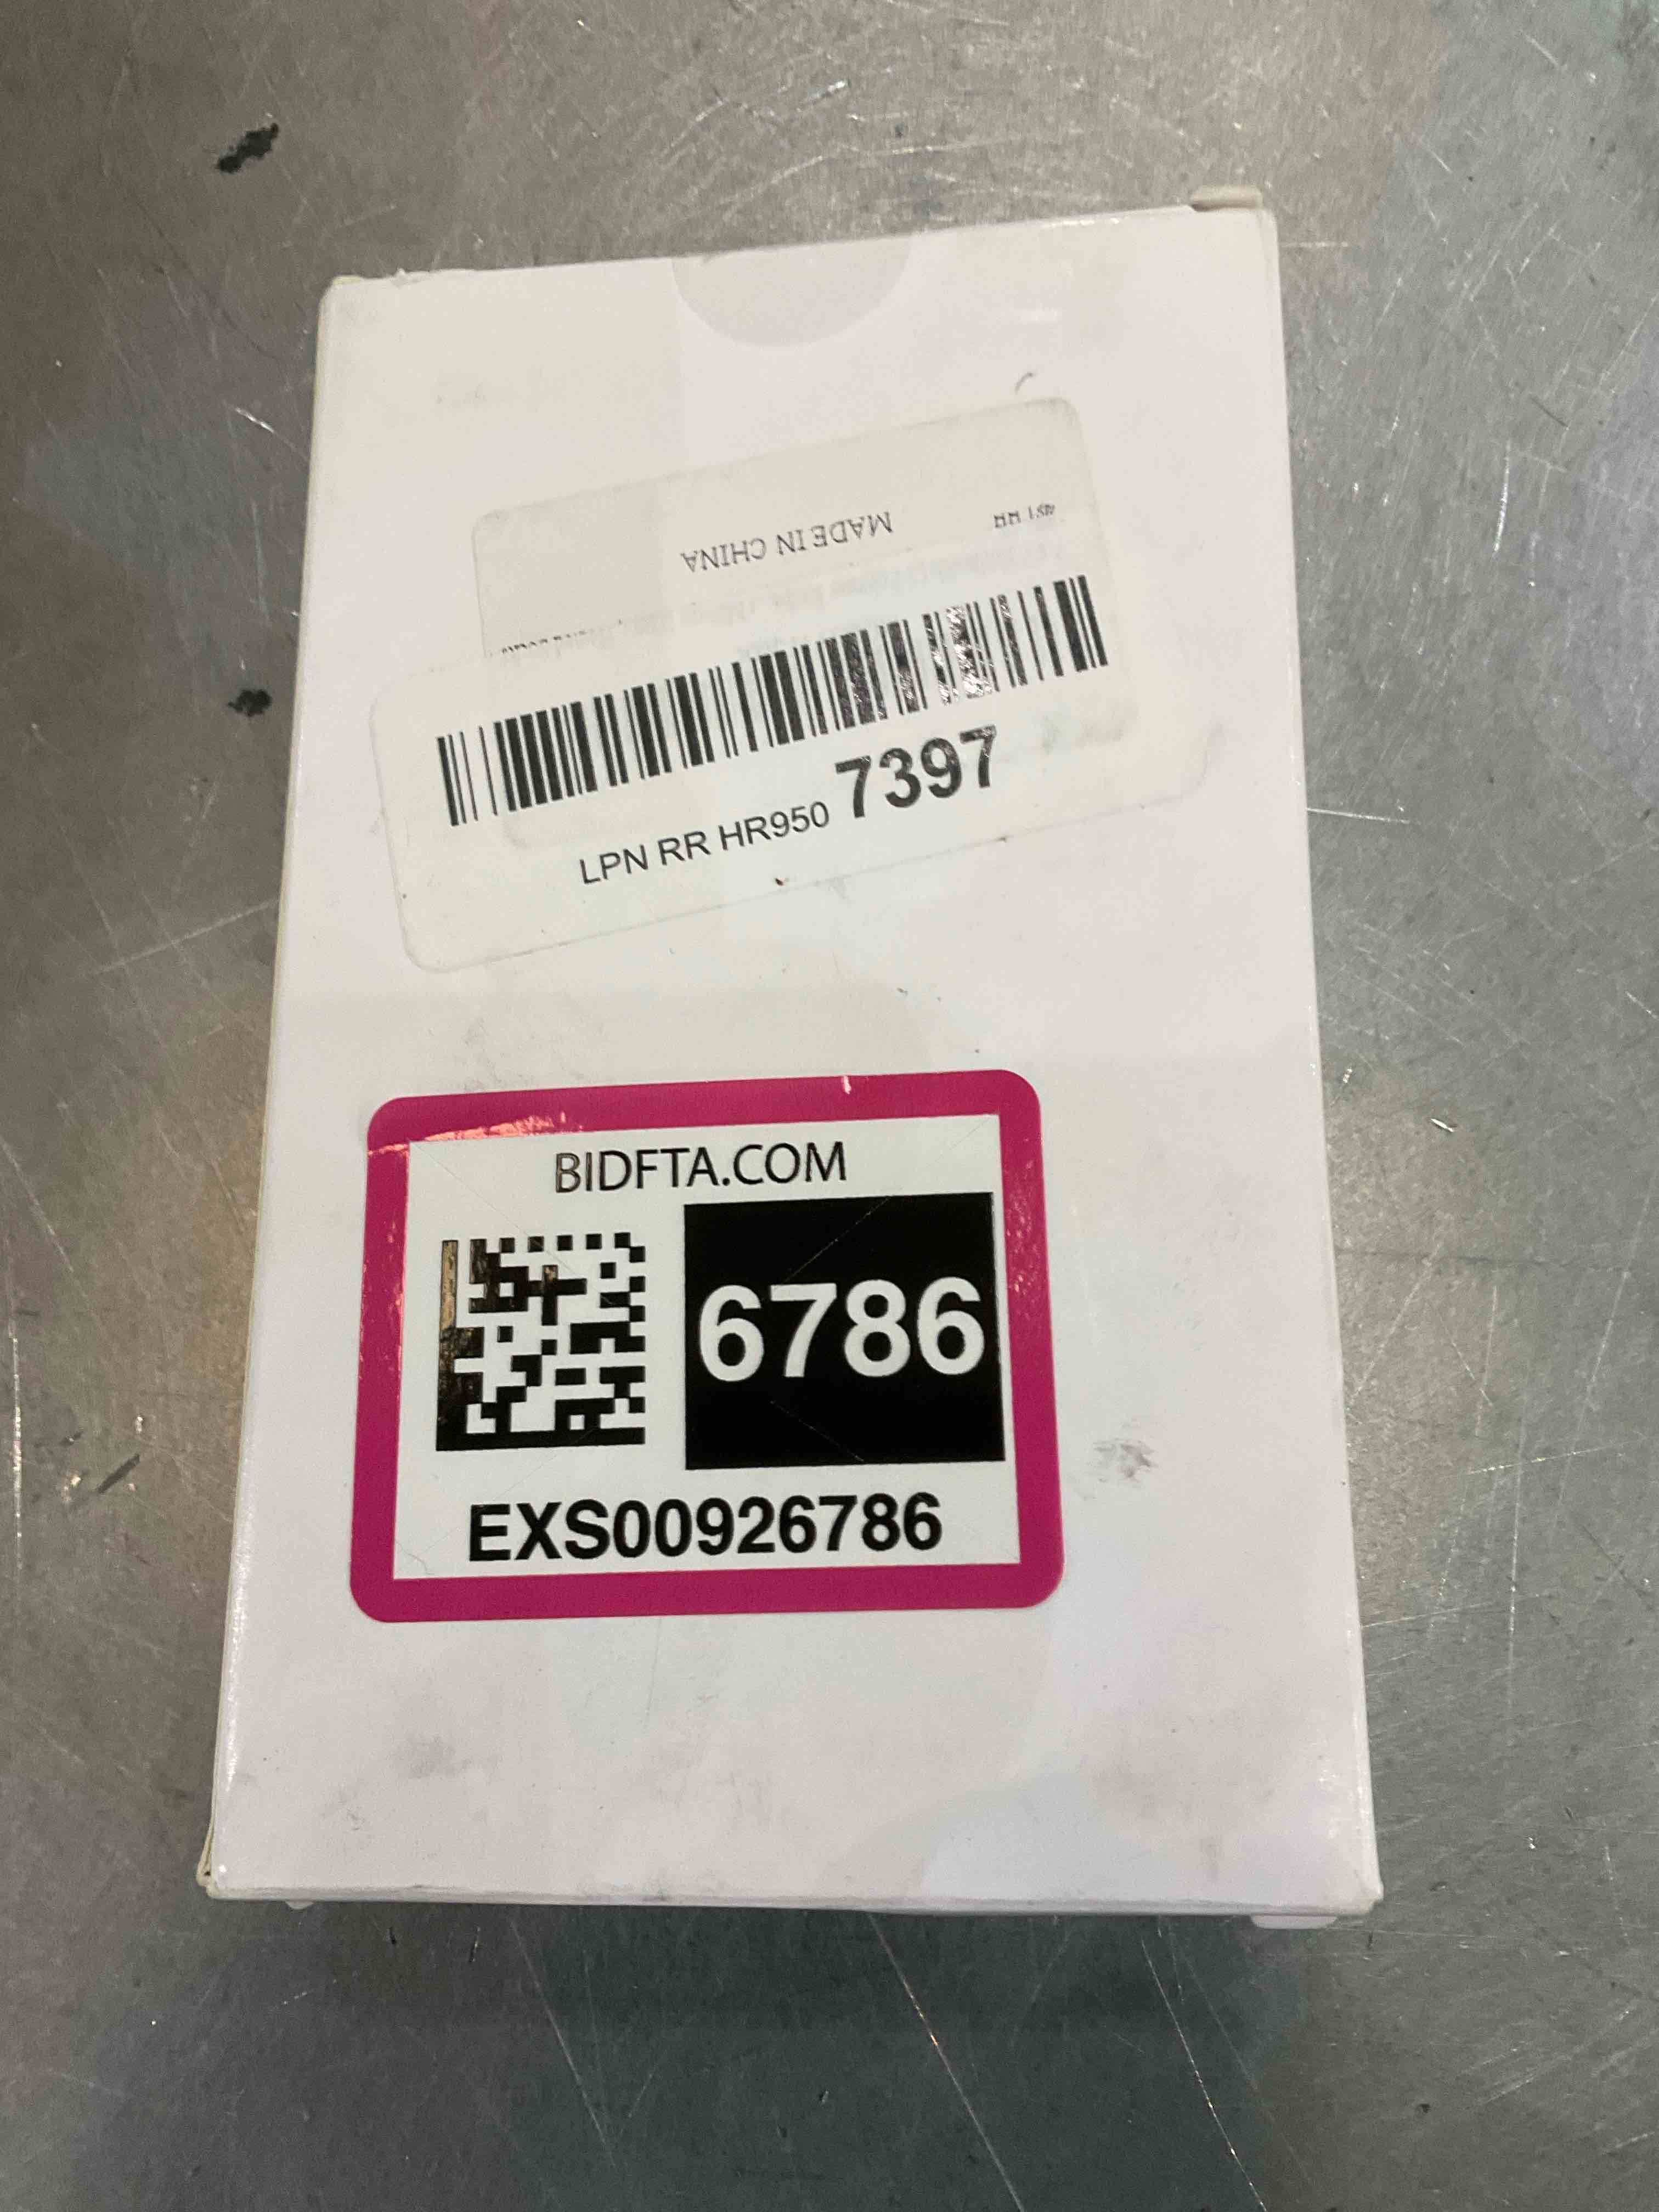 MADE IN CHINA
LPN RR HR950 7397
BIDFTA.COM
6786
EXS00926786